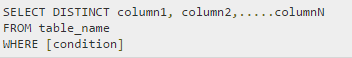 SELECT DISTINCT column1, column2,.....columnN
FROM table_name
WHERE [condition]